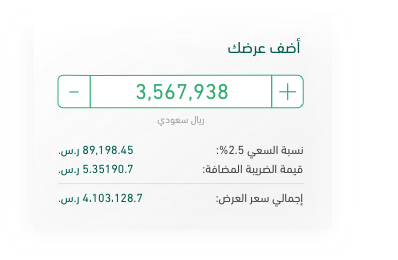 أضف عرضك
− 3,567,938 +
ريال سعودي
نسبة السعي 2.5%: 89,198.45 ر.س.
قيمة الضريبة المضافة: 5.35190.7 ر.س.
إجمالي سعر العرض: 4,103,128.7 ر.س.